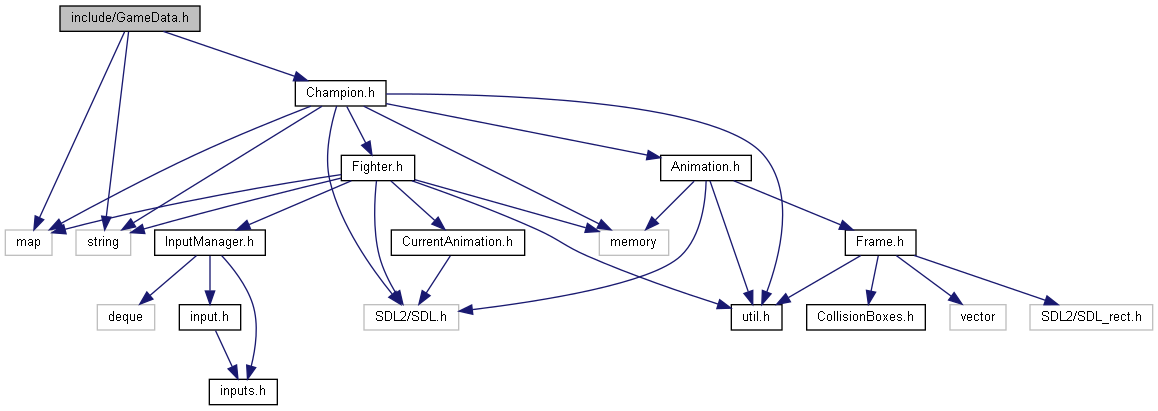 include/GameData.h
Champion.h
Fighter.h
Animation.h
map
string
InputManager.h
CurrentAnimation.h
memory
Frame.h
deque
input.h
SDL2/SDL.h
util.h
CollisionBoxes.h
vector
SDL2/SDL_rect.h
inputs.h